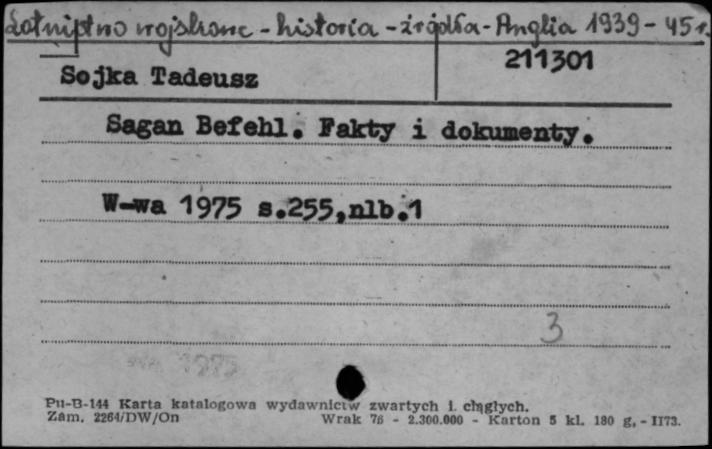 Lotnictwo wojskowe - historia - źródła - Anglia 1939 - 45 r.
211301
Sojka Tadeusz
Sagan Befehl. Fakty i dokumenty.
W-wa 1975 s.255,nlb.1
3
1975
Pu-B-144 Karta katalogowa wydawnictw zwartych i ciągłych.
Zam. 2264/DW/On Wrak 76 - 2.300.000 - Karton 5 kl. 180 g. - II73.